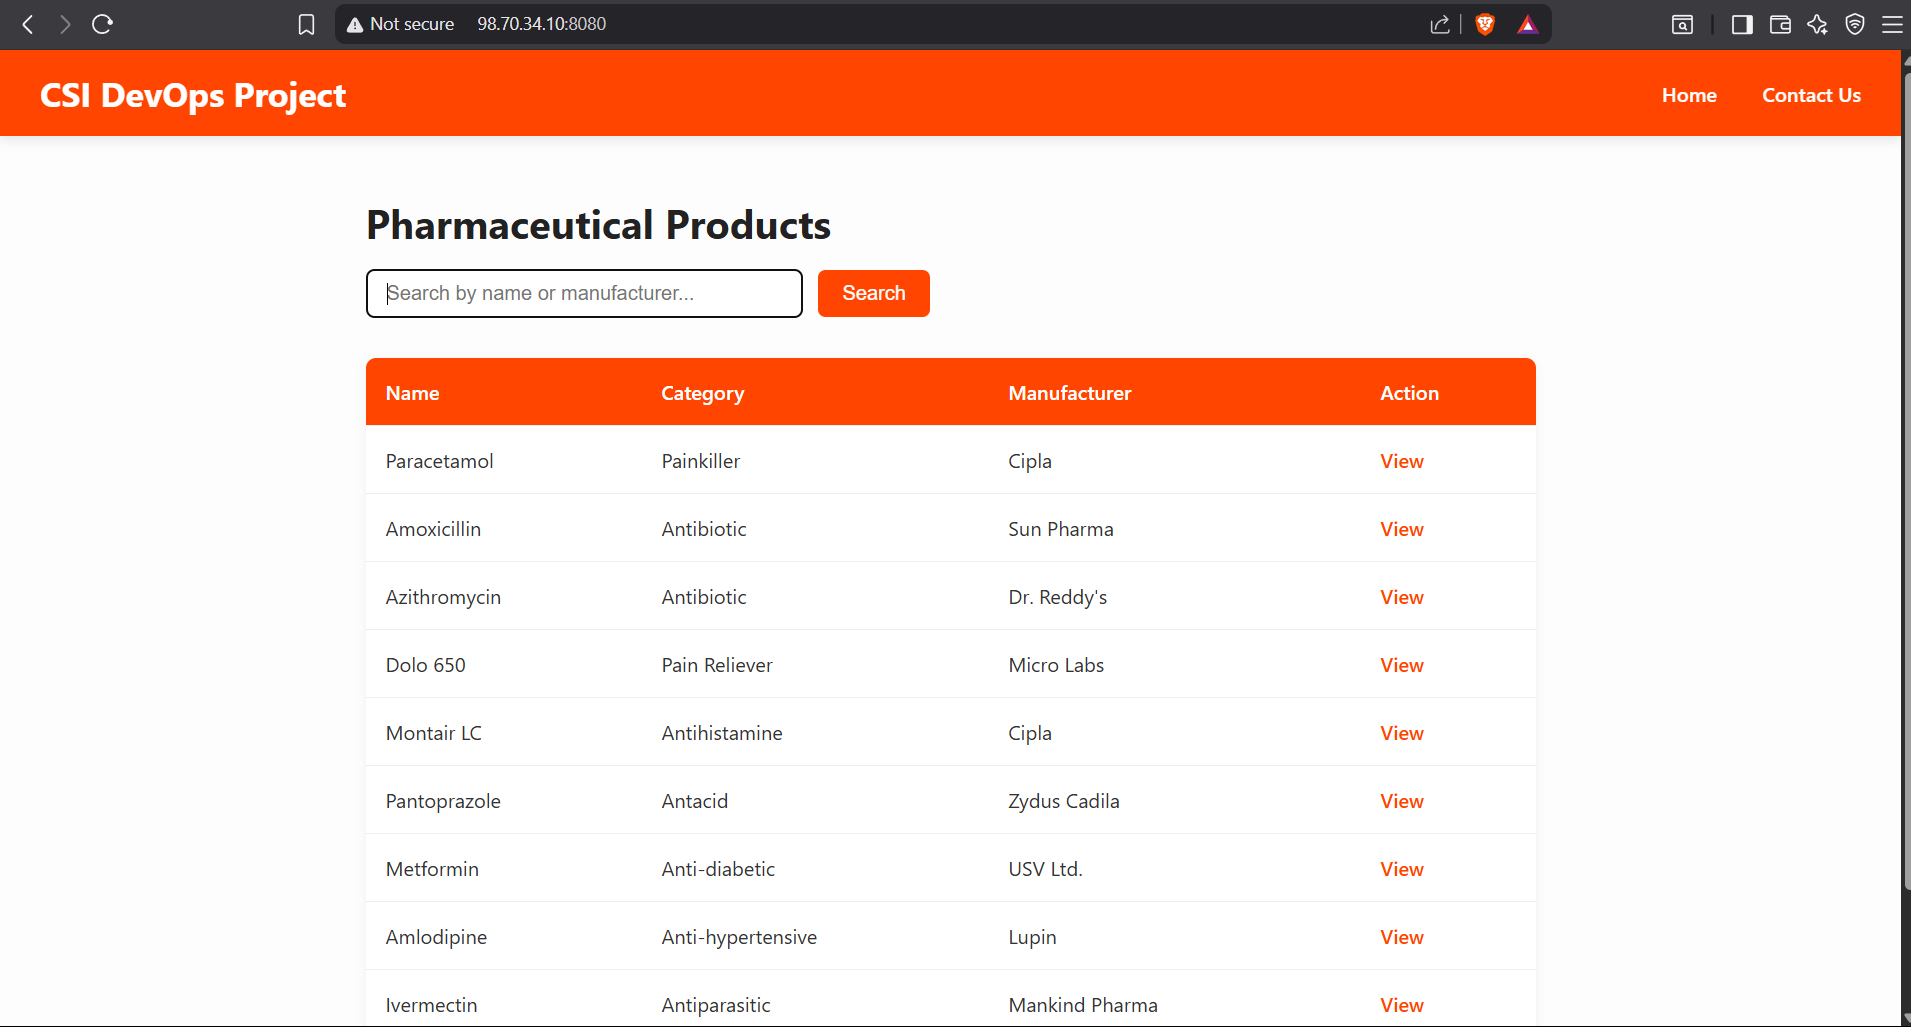 Not secure 98.70.34.10:8080
CSI DevOps Project Home Contact Us
Pharmaceutical Products
Search by name or manufacturer... Search
Name Category Manufacturer Action
Paracetamol Painkiller Cipla View
Amoxicillin Antibiotic Sun Pharma View
Azithromycin Antibiotic Dr. Reddy's View
Dolo 650 Pain Reliever Micro Labs View
Montair LC Antihistamine Cipla View
Pantoprazole Antacid Zydus Cadila View
Metformin Anti-diabetic USV Ltd. View
Amlodipine Anti-hypertensive Lupin View
Ivermectin Antiparasitic Mankind Pharma View